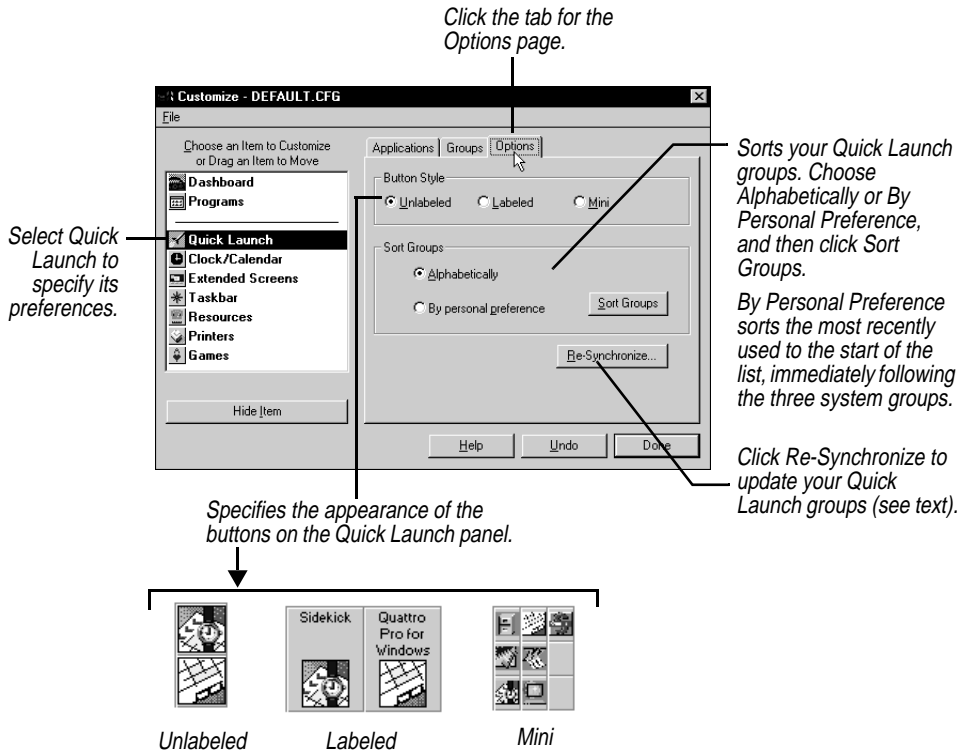 Click the tab for the
Options page.
Customize - DEFAULT.CFG
File
Choose an Item to Customize
or Drag an Item to Move
Dashboard
Programs
Quick Launch
Clock/Calendar
Extended Screens
Taskbar
Resources
Printers
Games
Hide Item
Applications
Groups
Options
Button Style
Unlabeled
Labeled
Mini
Sort Groups
Alphabetically
By personal preference
Sort Groups
Re-Synchronize...
Help
Undo
Done
Select Quick
Launch to
specify its
preferences.
Sorts your Quick Launch
groups. Choose
Alphabetically or By
Personal Preference,
and then click Sort
Groups.
By Personal Preference
sorts the most recently
used to the start of the
list, immediately following
the three system groups.
Click Re-Synchronize to
update your Quick
Launch groups (see text).
Specifies the appearance of the
buttons on the Quick Launch panel.
Sidekick
Quattro
Pro for
Windows
Unlabeled
Labeled
Mini